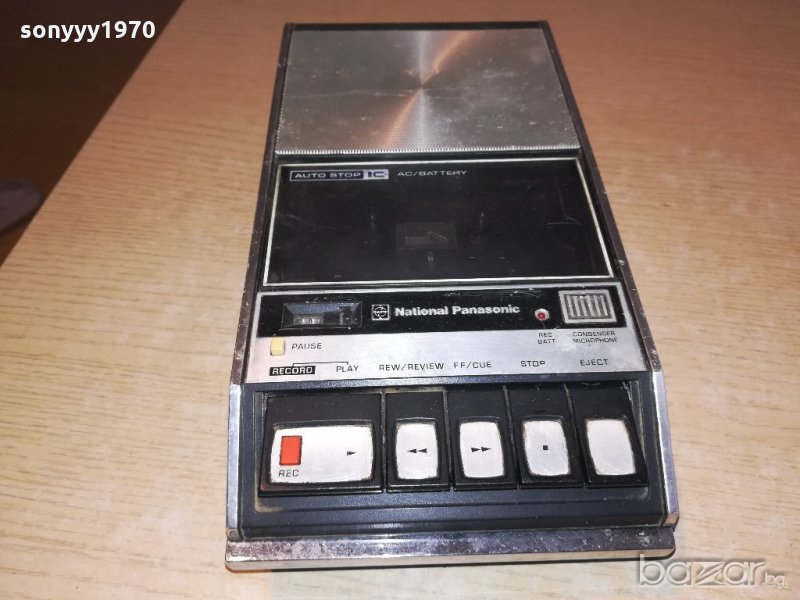 sonyyy1970
AUTO STOP IC AC/BATTERY
National Panasonic
REC BATT
CONDENSER MICROPHONE
PAUSE
RECORD PLAY REW/REVIEW FF/CUE STOP EJECT
REC
bazar.bg